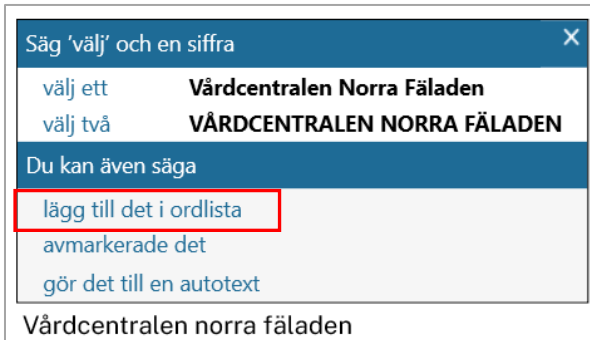 Säg ’välj’ och en siffra ×
välj ett Vårdcentralen Norra Fäladen
välj två VÅRDCENTRALEN NORRA FÄLADEN
Du kan även säga
lägg till det i ordlista
avmarkerade det
gör det till en autotext
Vårdcentralen norra fäladen